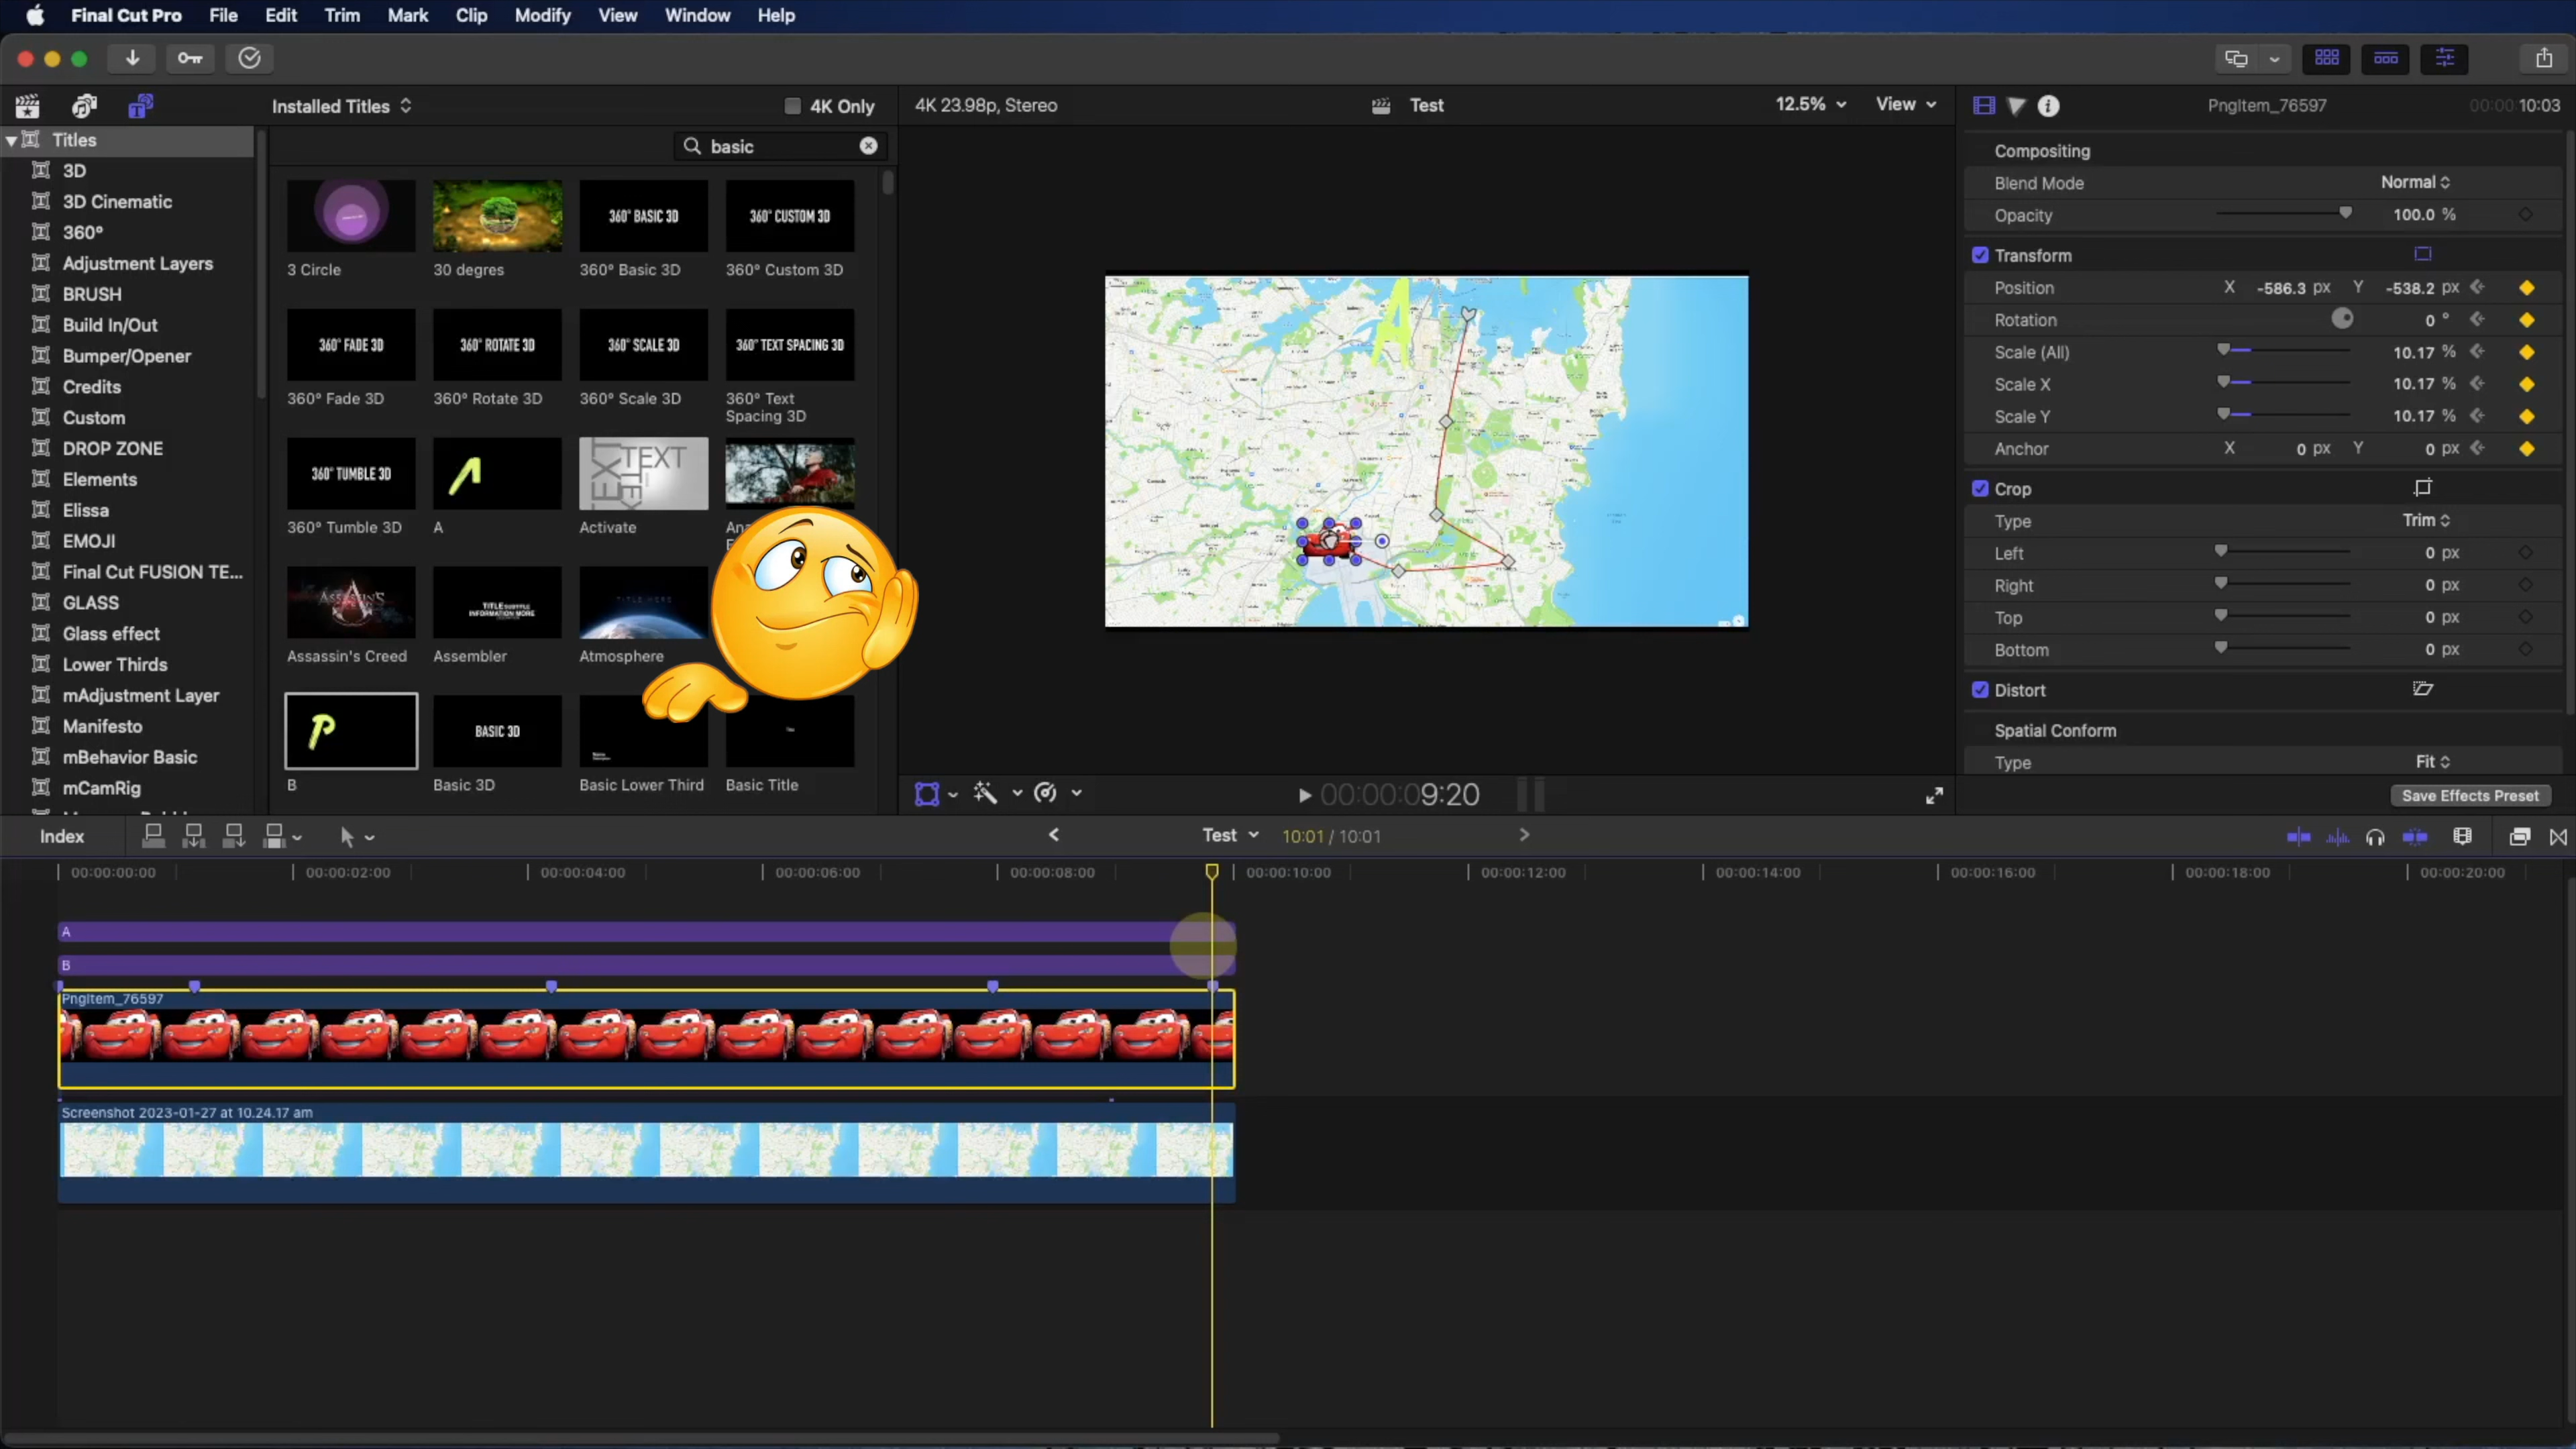 Final Cut Pro File Edit Trim Mark Clip Modify View Window Help
Installed Titles
4K Only
4K 23.98p, Stereo
Test
12.5%
View
PngItem_76597
00:00:10:03
Titles
3D
3D Cinematic
360°
Adjustment Layers
BRUSH
Build In/Out
Bumper/Opener
Credits
Custom
DROP ZONE
Elements
Elissa
EMOJI
Final Cut FUSION TE...
GLASS
Glass effect
Lower Thirds
mAdjustment Layer
Manifesto
mBehavior Basic
mCamRig
basic
360° BASIC 3D
360° CUSTOM 3D
3 Circle
30 degres
360° Basic 3D
360° Custom 3D
360° FADE 3D
360° ROTATE 3D
360° SCALE 3D
360° TEXT SPACING 3D
360° Fade 3D
360° Rotate 3D
360° Scale 3D
360° Text
Spacing 3D
360° TUMBLE 3D
A
TEXT
360° Tumble 3D
A
Activate
ASSASSIN'S CREED
TITLE SUBTITLE
INFORMATION MORE
TITLE HERE
Assassin's Creed
Assembler
Atmosphere
P
BASIC 3D
B
Basic 3D
Basic Lower Third
Basic Title
A
Compositing
Blend Mode Normal
Opacity 100.0 %
Transform
Position X -586.3 px Y -538.2 px
Rotation 0 °
Scale (All) 10.17 %
Scale X 10.17 %
Scale Y 10.17 %
Anchor X 0 px Y 0 px
Crop
Type Trim
Left 0 px
Right 0 px
Top 0 px
Bottom 0 px
Distort
Spatial Conform
Type Fit
Save Effects Preset
00:00:09:20
Index
Test
10:01 / 10:01
00:00:00:00 00:00:02:00 00:00:04:00 00:00:06:00 00:00:08:00 00:00:10:00 00:00:12:00 00:00:14:00 00:00:16:00 00:00:18:00 00:00:20:00
A
B
PngItem_76597
Screenshot 2023-01-27 at 10.24.17 am